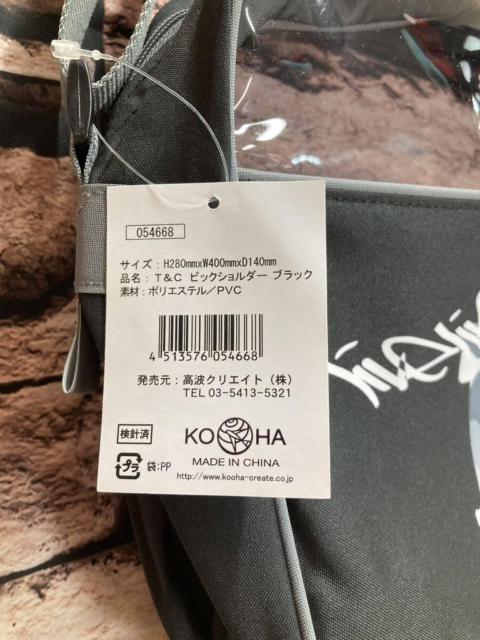 054668
サイズ：H280mmxW400mmxD140mm
品名：T＆C ビックショルダー ブラック
素材：ポリエステル／PVC
4 513576 054668
発売元：高波クリエイト（株）
TEL 03-5413-5321
検針済
KOOHA
MADE IN CHINA
プラ 袋:PP
http://www.kooha-create.co.jp